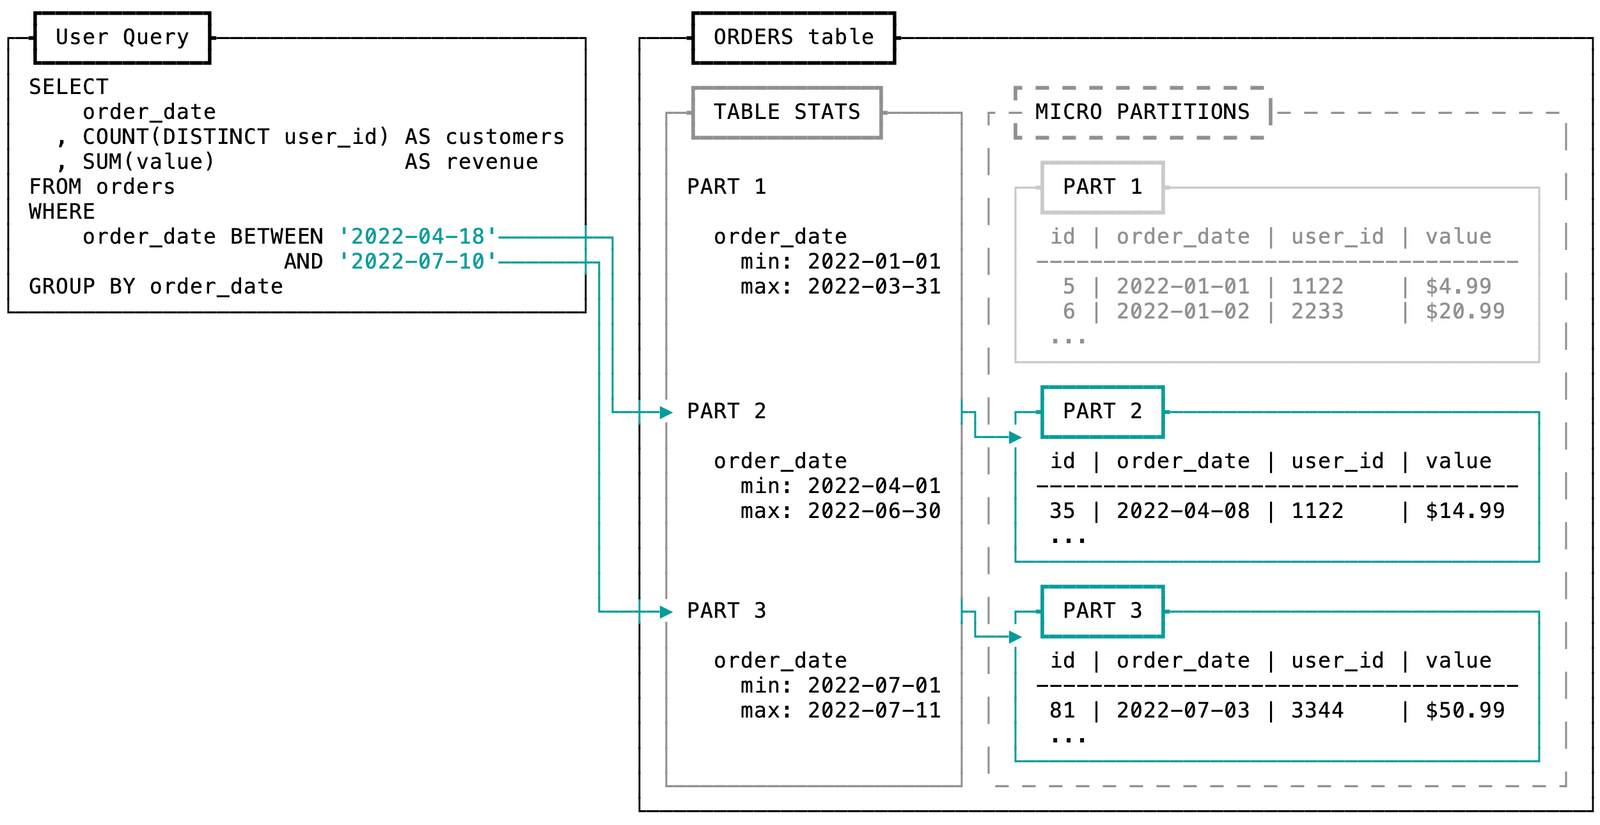 User Query
SELECT
order_date
, COUNT(DISTINCT user_id) AS customers
, SUM(value) AS revenue
FROM orders
WHERE
order_date BETWEEN '2022-04-18'
AND '2022-07-10'
GROUP BY order_date
ORDERS table
TABLE STATS
PART 1
order_date
min: 2022-01-01
max: 2022-03-31
PART 2
order_date
min: 2022-04-01
max: 2022-06-30
PART 3
order_date
min: 2022-07-01
max: 2022-07-11
MICRO PARTITIONS
PART 1
id | order_date | user_id | value
5 | 2022-01-01 | 1122 | $4.99
6 | 2022-01-02 | 2233 | $20.99
...
PART 2
id | order_date | user_id | value
35 | 2022-04-08 | 1122 | $14.99
...
PART 3
id | order_date | user_id | value
81 | 2022-07-03 | 3344 | $50.99
...